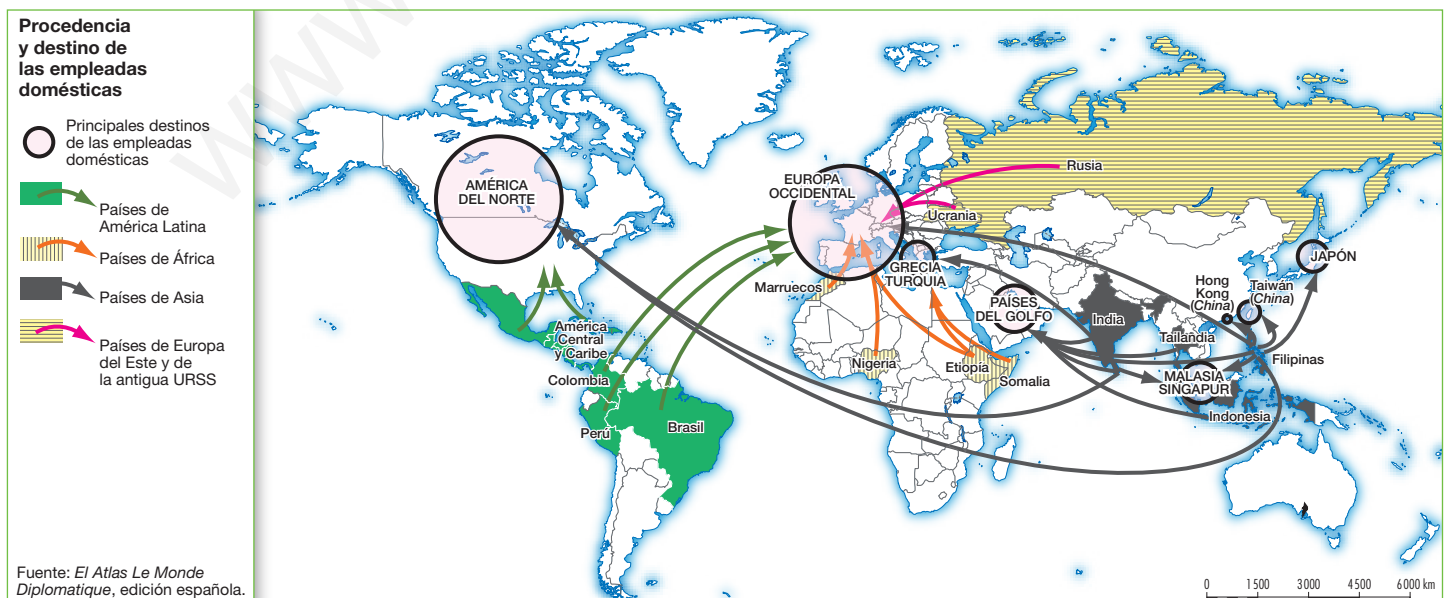 Procedencia
y destino de
las empleadas
domésticas
Principales destinos
de las empleadas
domésticas
Países de
América Latina
Países de África
Países de Asia
Países de Europa
del Este y de
la antigua URSS
Fuente: El Atlas Le Monde
Diplomatique, edición española.
AMÉRICA
DEL NORTE
EUROPA
OCCIDENTAL
Rusia
Ucrania
GRECIA
TURQUIA
Marruecos
PAÍSES
DEL GOLFO
India
Hong
Kong
(China)
Taiwán
(China)
JAPÓN
América
Central
y Caribe
Colombia
Perú
Brasil
Nigeria
Etiopia
Somalia
Tailandia
Filipinas
MALASIA
SINGAPUR
Indonesia
0 1 500 3 000 4 500 6 000 km
www